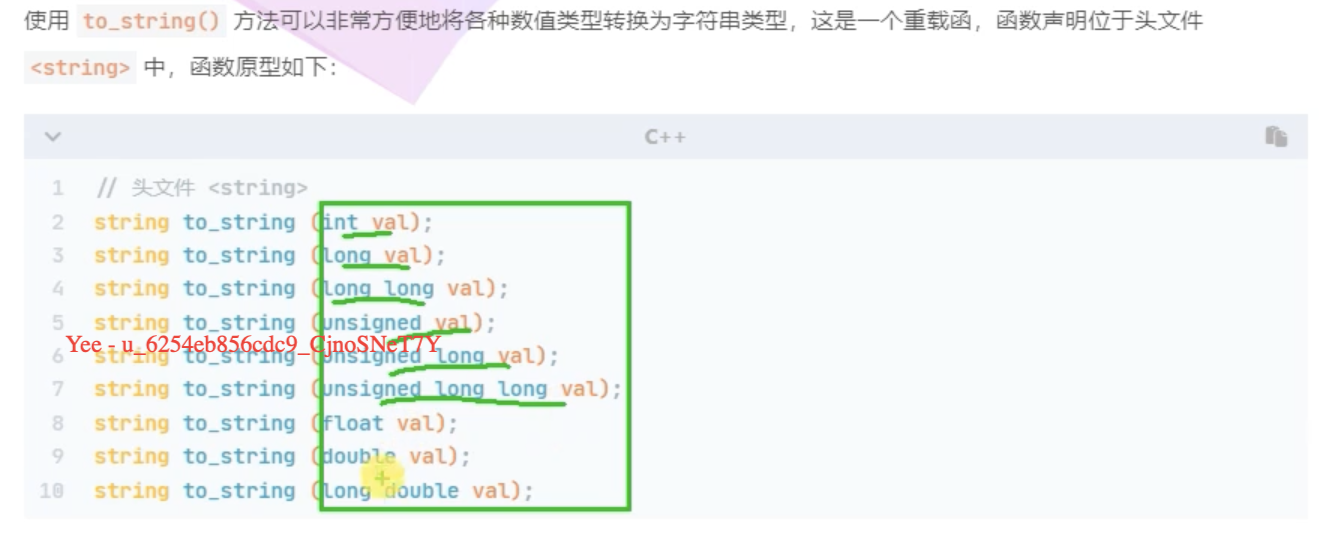 使用 to_string() 方法可以非常方便地将各种数值类型转换为字符串类型，这是一个重载函，函数声明位于头文件
<string> 中，函数原型如下：
C++
1 // 头文件 <string>
2 string to_string (int val);
3 string to_string (long val);
4 string to_string (long long val);
5 string to_string (unsigned val);
Yee - u_6254eb856cdc9_CjnoSNeT7Y
6 string to_string (unsigned long val);
7 string to_string (unsigned long long val);
8 string to_string (float val);
9 string to_string (double val);
10 string to_string (long double val);